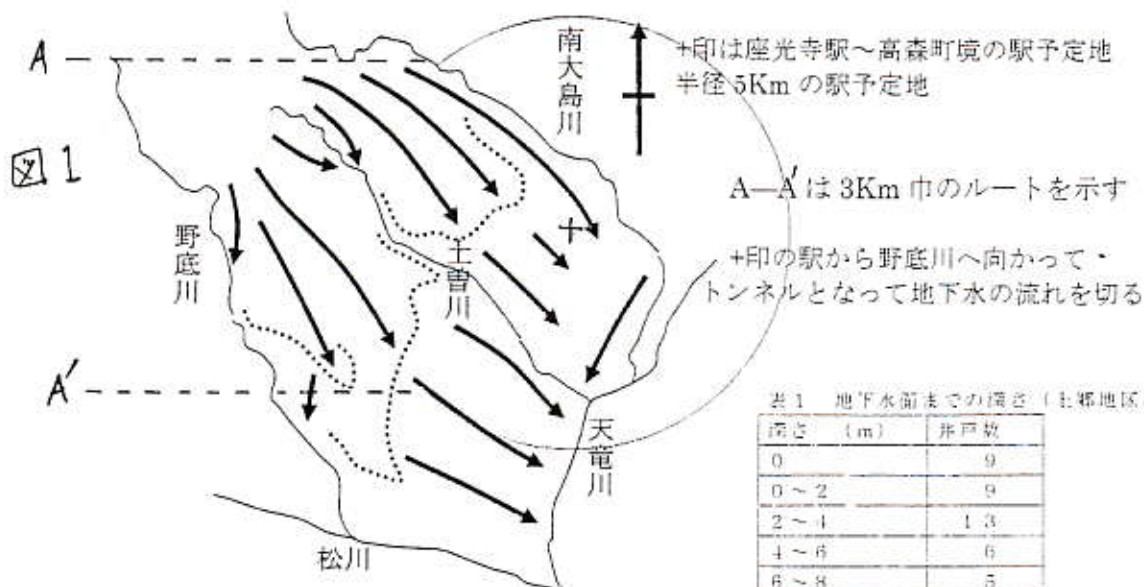 A
図1
南大島川
+印は座光寺駅~高森町境の駅予定地
半径5Kmの駅予定地
A—A'は3Km巾のルートを示す
野底川
土曽川
+印の駅から野底川へ向かって・
トンネルとなって地下水の流れを切る
A'
天竜川
松川
表1 地下水面までの深さ(上郷地区
深さ (m) 井戸数
0 9
0~2 9
2~4 13
4~6 6
6~8 5